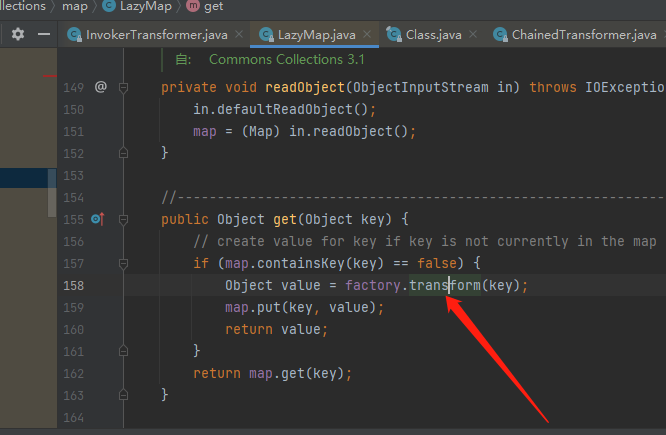 llections > map > LazyMap > m get
InvokerTransformer.java × LazyMap.java × Class.java × ChainedTransformer.java
自: Commons Collections 3.1
149 @ private void readObject(ObjectInputStream in) throws IOException
150 in.defaultReadObject();
151 map = (Map) in.readObject();
152 }
153
154 //-----------------------------------------------------------
155 public Object get(Object key) {
156 // create value for key if key is not currently in the map
157 if (map.containsKey(key) == false) {
158 Object value = factory.transform(key);
159 map.put(key, value);
160 return value;
161 }
162 return map.get(key);
163 }
164